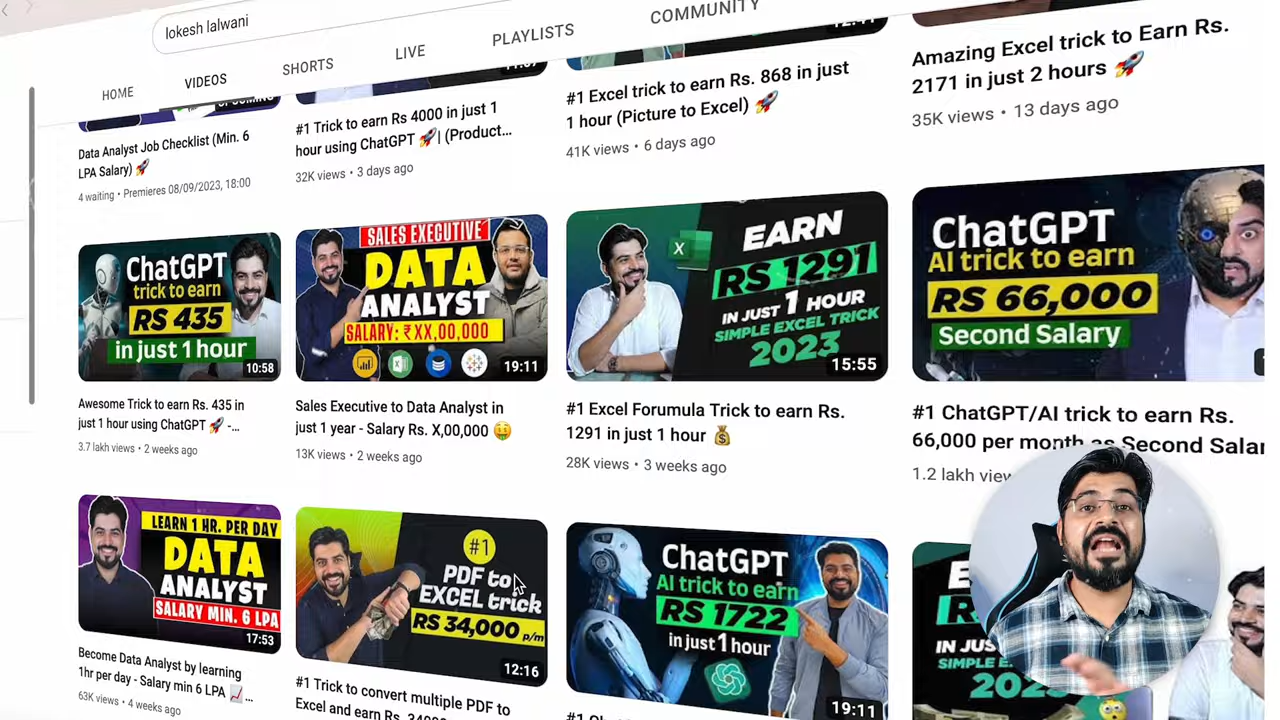 lokesh lalwani
HOME
VIDEOS
SHORTS
LIVE
PLAYLISTS
COMMUNITY
UPCOMING
Data Analyst Job Checklist (Min. 6
LPA Salary) 🚀
4 waiting • Premieres 08/09/2023, 18:00
#1 Trick to earn Rs 4000 in just 1
hour using ChatGPT 🚀| (Product...
32K views • 3 days ago
#1 Excel trick to earn Rs. 868 in just
1 hour (Picture to Excel) 🚀
41K views • 6 days ago
Amazing Excel trick to Earn Rs.
2171 in just 2 hours 🚀
35K views • 13 days ago
ChatGPT
trick to earn
RS 435
in just 1 hour
10:58
Awesome Trick to earn Rs. 435 in
just 1 hour using ChatGPT 🚀 -...
3.7 lakh views • 2 weeks ago
SALES EXECUTIVE
DATA
ANALYST
SALARY: ₹XX,00,000
19:11
Sales Executive to Data Analyst in
just 1 year - Salary Rs. X,00,000 🤑
13K views • 2 weeks ago
X
EARN
RS 1291
IN JUST 1 HOUR
SIMPLE EXCEL TRICK
2023
15:55
#1 Excel Forumula Trick to earn Rs.
1291 in just 1 hour 💰
28K views • 3 weeks ago
ChatGPT
AI trick to earn
RS 66,000
Second Salary
#1 ChatGPT/AI trick to earn Rs.
66,000 per month as Second Salar
1.2 lakh view
LEARN 1 HR. PER DAY
DATA
ANALYST
SALARY MIN. 6 LPA
17:53
Become Data Analyst by learning
1hr per day - Salary min 6 LPA 📈...
63K views • 4 weeks ago
#1
PDF to
EXCEL trick
RS 34,000 p/m
12:16
#1 Trick to convert multiple PDF to
Excel and earn Rs.
ChatGPT
AI trick to earn
RS 1722
in just 1 hour
19:11
IN JUS
SIMPLE E